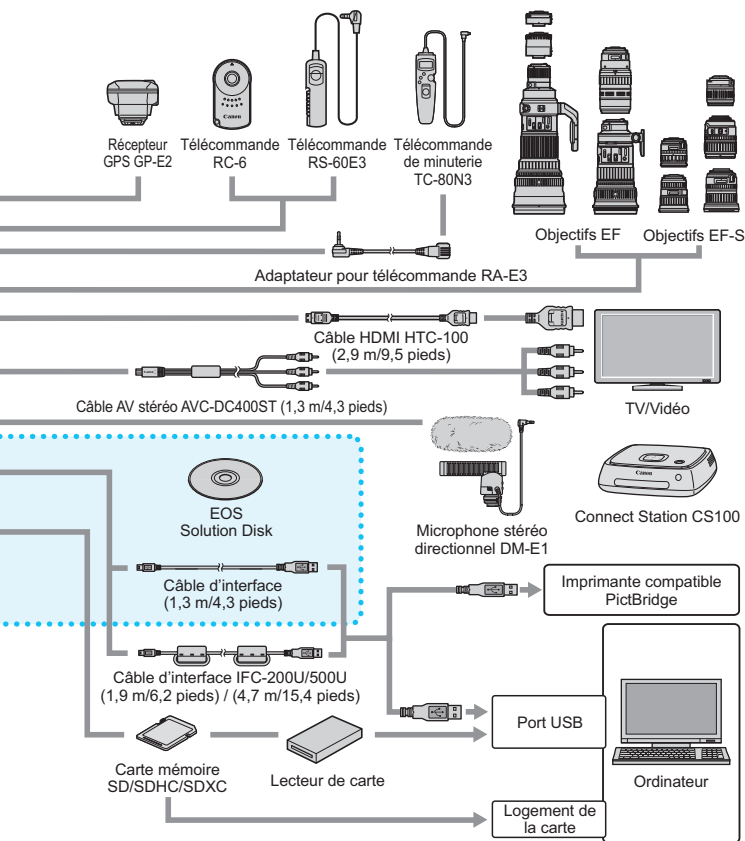 Récepteur
GPS GP-E2
Télécommande
RC-6
Télécommande
RS-60E3
Télécommande
de minuterie
TC-80N3
Canon
Objectifs EF
Objectifs EF-S
Adaptateur pour télécommande RA-E3
Câble HDMI HTC-100
(2,9 m/9,5 pieds)
Câble AV stéréo AVC-DC400ST (1,3 m/4,3 pieds)
TV/Vidéo
EOS
Solution Disk
Microphone stéréo
directionnel DM-E1
Canon
Connect Station CS100
Câble d'interface
(1,3 m/4,3 pieds)
Imprimante compatible
PictBridge
Câble d'interface IFC-200U/500U
(1,9 m/6,2 pieds) / (4,7 m/15,4 pieds)
Port USB
Carte mémoire
SD/SDHC/SDXC
Lecteur de carte
Ordinateur
Logement de
la carte